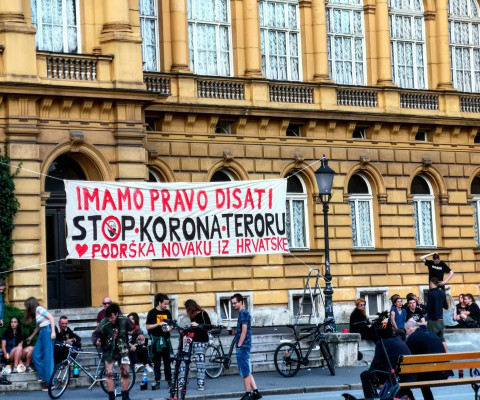 IMAMO PRAVO DISATI
STOP·KORONA·TERORU
♥ PODRŠKA NOVAKU IZ HRVATSKE